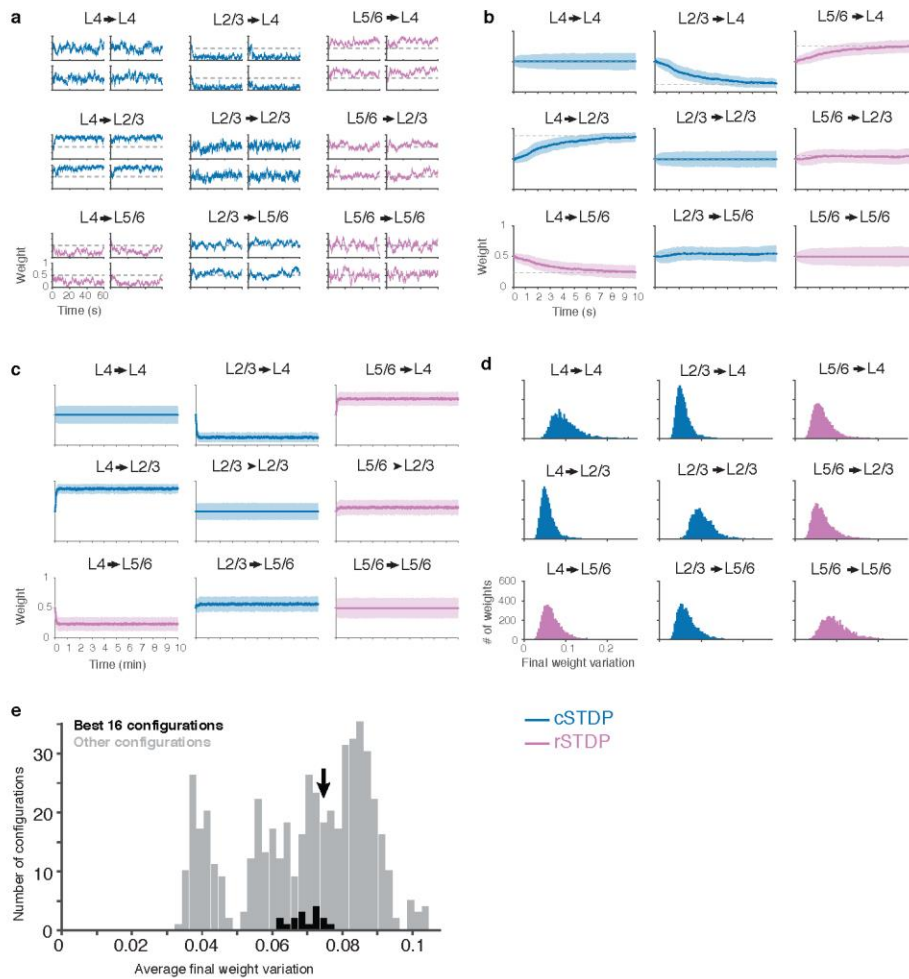 a
L4➔L4 L2/3➔L4 L5/6➔L4
L4➔L2/3 L2/3➔L2/3 L5/6➔L2/3
L4➔L5/6 L2/3➔L5/6 L5/6➔L5/6
Weight
1
0.5
0
0 20 40 60
Time (s)
b
L4➔L4 L2/3➔L4 L5/6➔L4
L4➔L2/3 L2/3➔L2/3 L5/6➔L2/3
L4➔L5/6 L2/3➔L5/6 L5/6➔L5/6
Weight
1
0.5
0
0 1 2 3 4 5 6 7 8 9 10
Time (s)
c
L4➔L4 L2/3➔L4 L5/6➔L4
L4➔L2/3 L2/3➤L2/3 L5/6➤L2/3
L4➔L5/6 L2/3➔L5/6 L5/6➔L5/6
Weight
1
0.5
0
0 1 2 3 4 5 6 7 8 9 10
Time (min)
d
L4➔L4 L2/3➔L4 L5/6➔L4
L4➔L2/3 L2/3➔L2/3 L5/6➔L2/3
L4➔L5/6 L2/3➔L5/6 L5/6➔L5/6
# of weights
600
400
200
0
0 0.1 0.2
Final weight variation
cSTDP
rSTDP
e
Best 16 configurations
Other configurations
Number of configurations
30
20
10
0
0 0.02 0.04 0.06 0.08 0.1
Average final weight variation